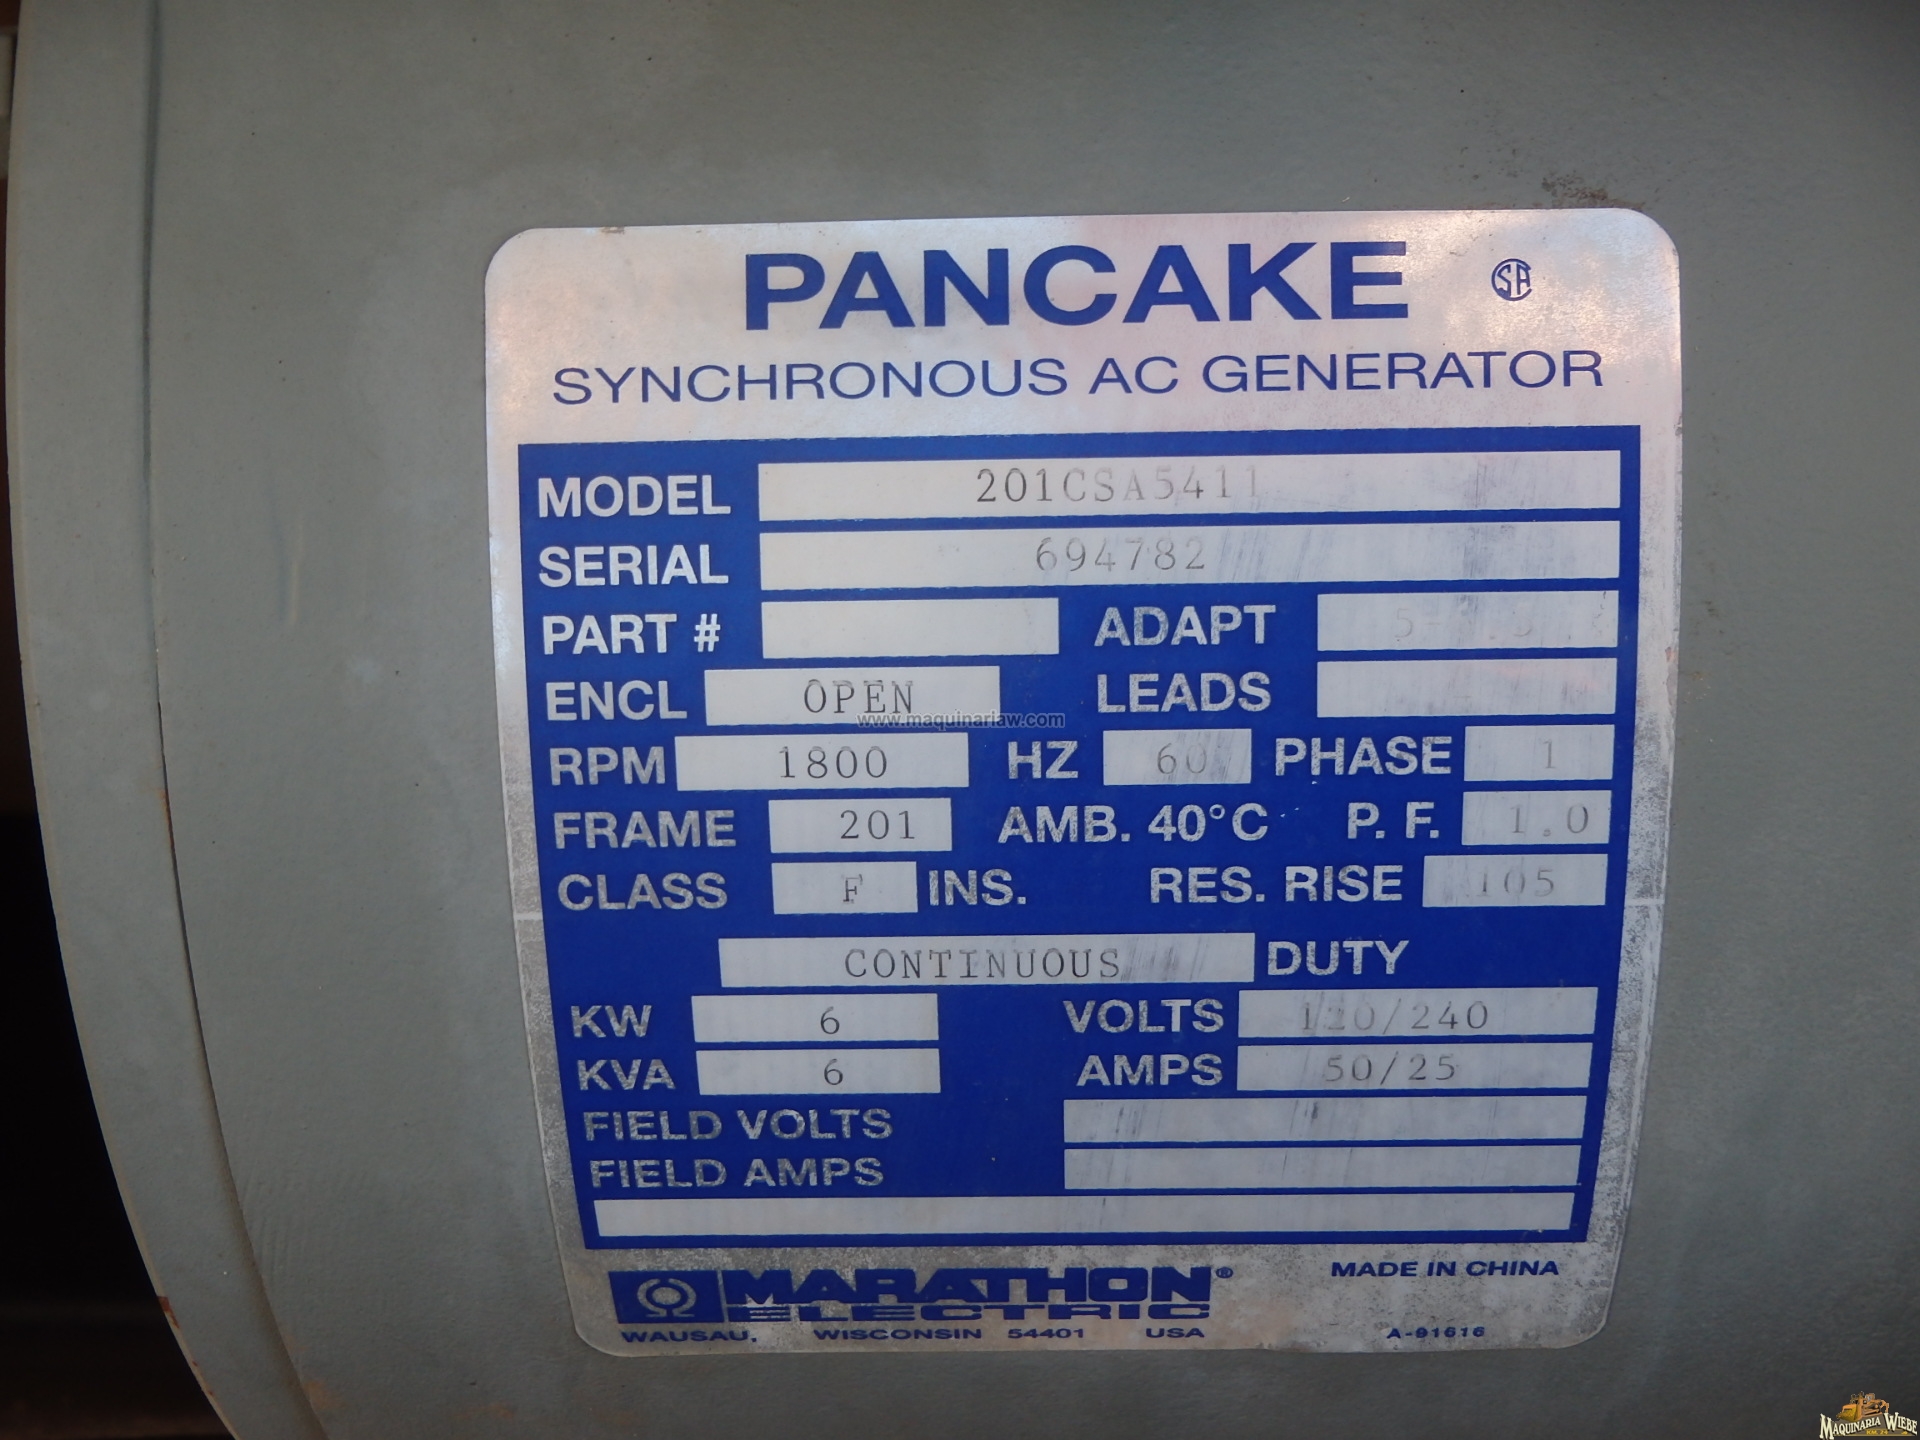 PANCAKE
SYNCHRONOUS AC GENERATOR
MODEL 201CSA5411
SERIAL 694782
PART # ADAPT
ENCL OPEN LEADS
www.maquinarlaw.com
RPM 1800 HZ 60 PHASE 1
FRAME 201 AMB. 40°C P. F. 1.0
CLASS F INS. RES. RISE 105
CONTINUOUS DUTY
KW 6 VOLTS 120/240
KVA 6 AMPS 50/25
FIELD VOLTS
FIELD AMPS
MARATHON® MADE IN CHINA
ELECTRIC
WAUSAU, WISCONSIN 54401 USA A-91616
MAQUINARIA WIEBE
KM. 24